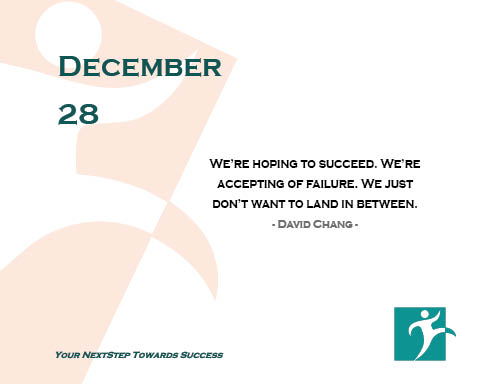 December
28
We're hoping to succeed. We're
accepting of failure. We just
don't want to land in between.
- David Chang -
Your NextStep Towards Success